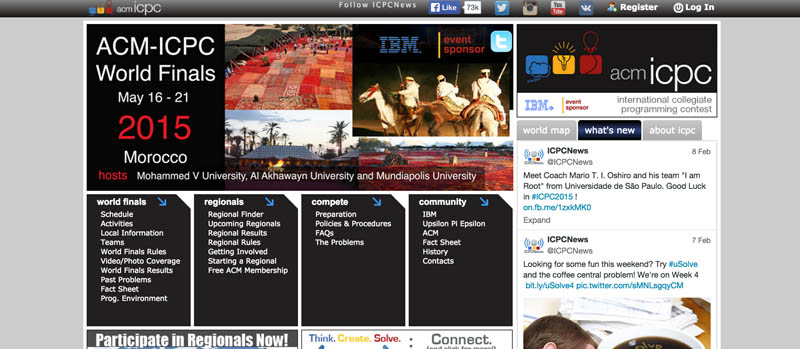 acm icpc
Follow ICPCNews
Like 73k
You Tube
Register
Log In
ACM-ICPC
World Finals
May 16 - 21
2015
Morocco
hosts Mohammed V University, Al Akhawayn University and Mundiapolis University
IBM. event sponsor
acm icpc
IBM. event sponsor
international collegiate programming contest
world map
what's new
about icpc
ICPCNews
8 Feb
@ICPCNews
Meet Coach Mario T. I. Oshiro and his team "I am
Root" from Universidade de São Paulo. Good Luck
in #ICPC2015 !
on.fb.me/1zxkMK0
Expand
ICPCNews
7 Feb
@ICPCNews
Looking for some fun this weekend? Try #uSolve
and the coffee central problem! We're on Week 4
bit.ly/uSolve4 pic.twitter.com/sMNLsgqyCM
world finals
Schedule
Activities
Local Information
Teams
World Finals Rules
Video/Photo Coverage
World Finals Results
Past Problems
Fact Sheet
Prog. Environment
regionals
Regional Finder
Upcoming Regionals
Regional Results
Regional Rules
Getting Involved
Starting a Regional
Free ACM Membership
compete
Preparation
Policies & Procedures
FAQs
The Problems
community
IBM
Upsilon Pi Epsilon
ACM
Fact Sheet
History
Contacts
Participate in Regionals Now!
Think. Create. Solve.
Connect.